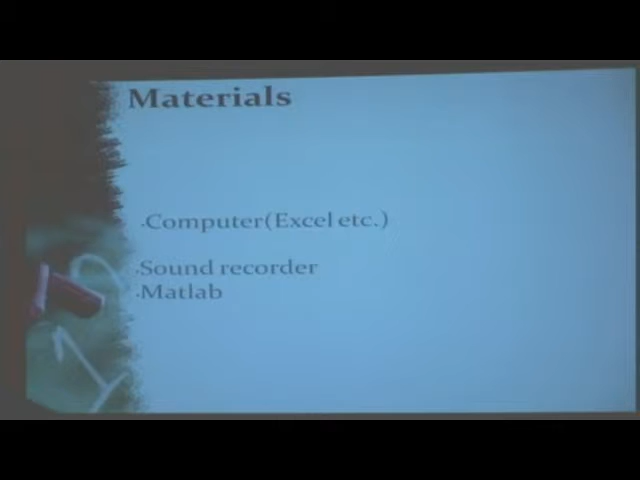 Materials
.Computer(Excel etc.)
.Sound recorder
.Matlab